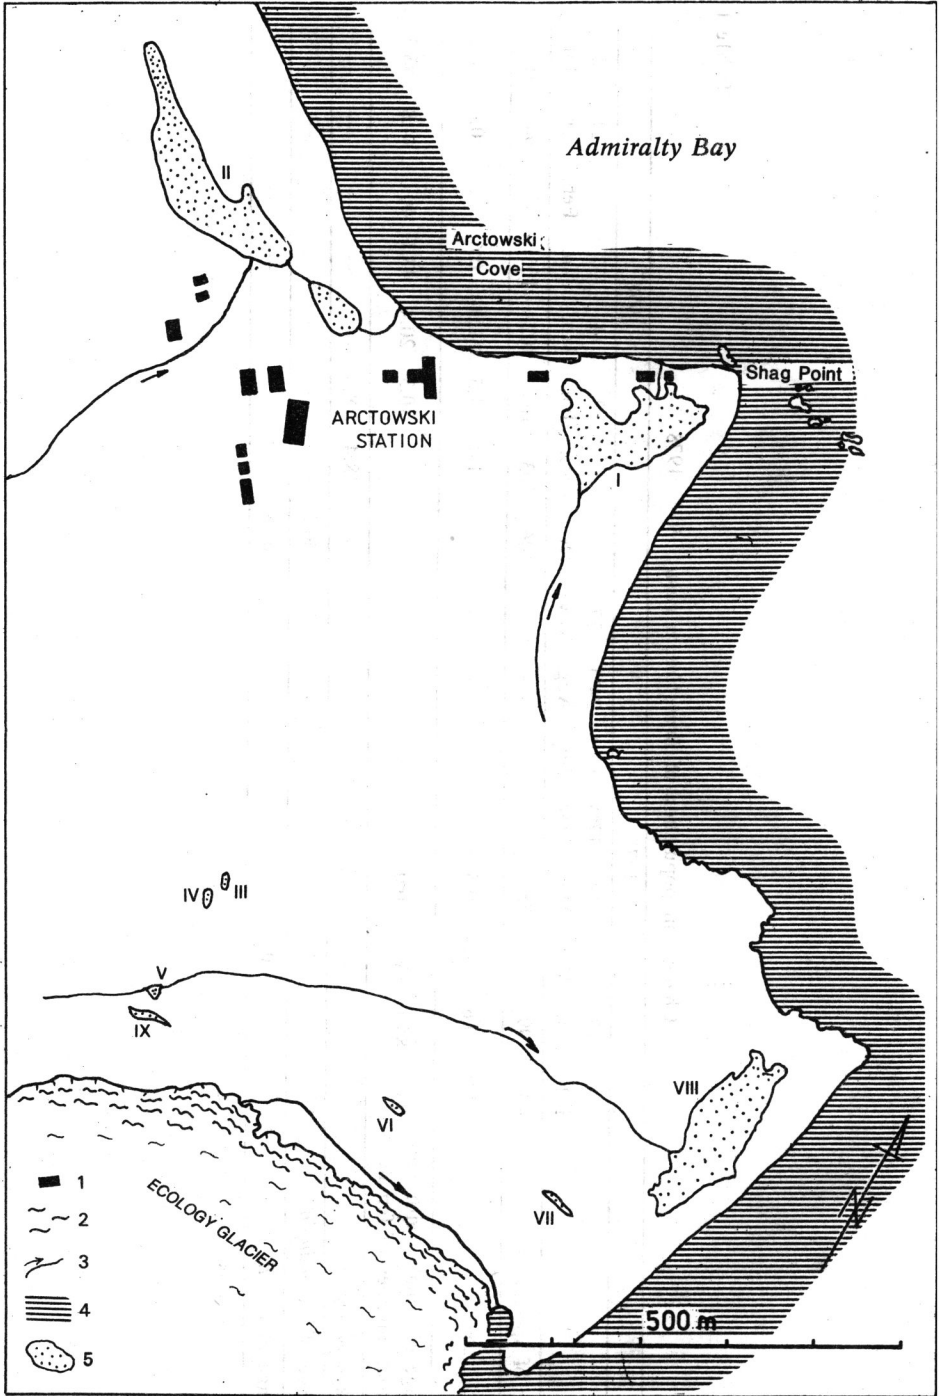 Admiralty Bay
II
Arctowski
Cove
Shag Point
ARCTOWSKI
STATION
I
IV
III
V
IX
VI
VII
VIII
ECOLOGY GLACIER
N
1
2
3
4
5
500 m